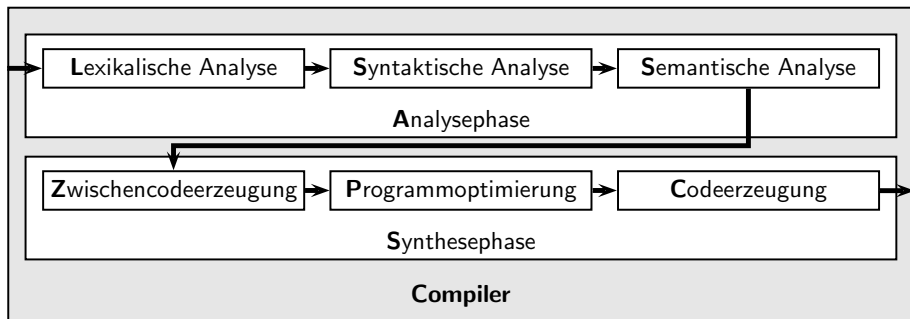 Lexikalische Analyse
Syntaktische Analyse
Semantische Analyse
Analysephase
Zwischencodeerzeugung
Programmoptimierung
Codeerzeugung
Synthesephase
Compiler